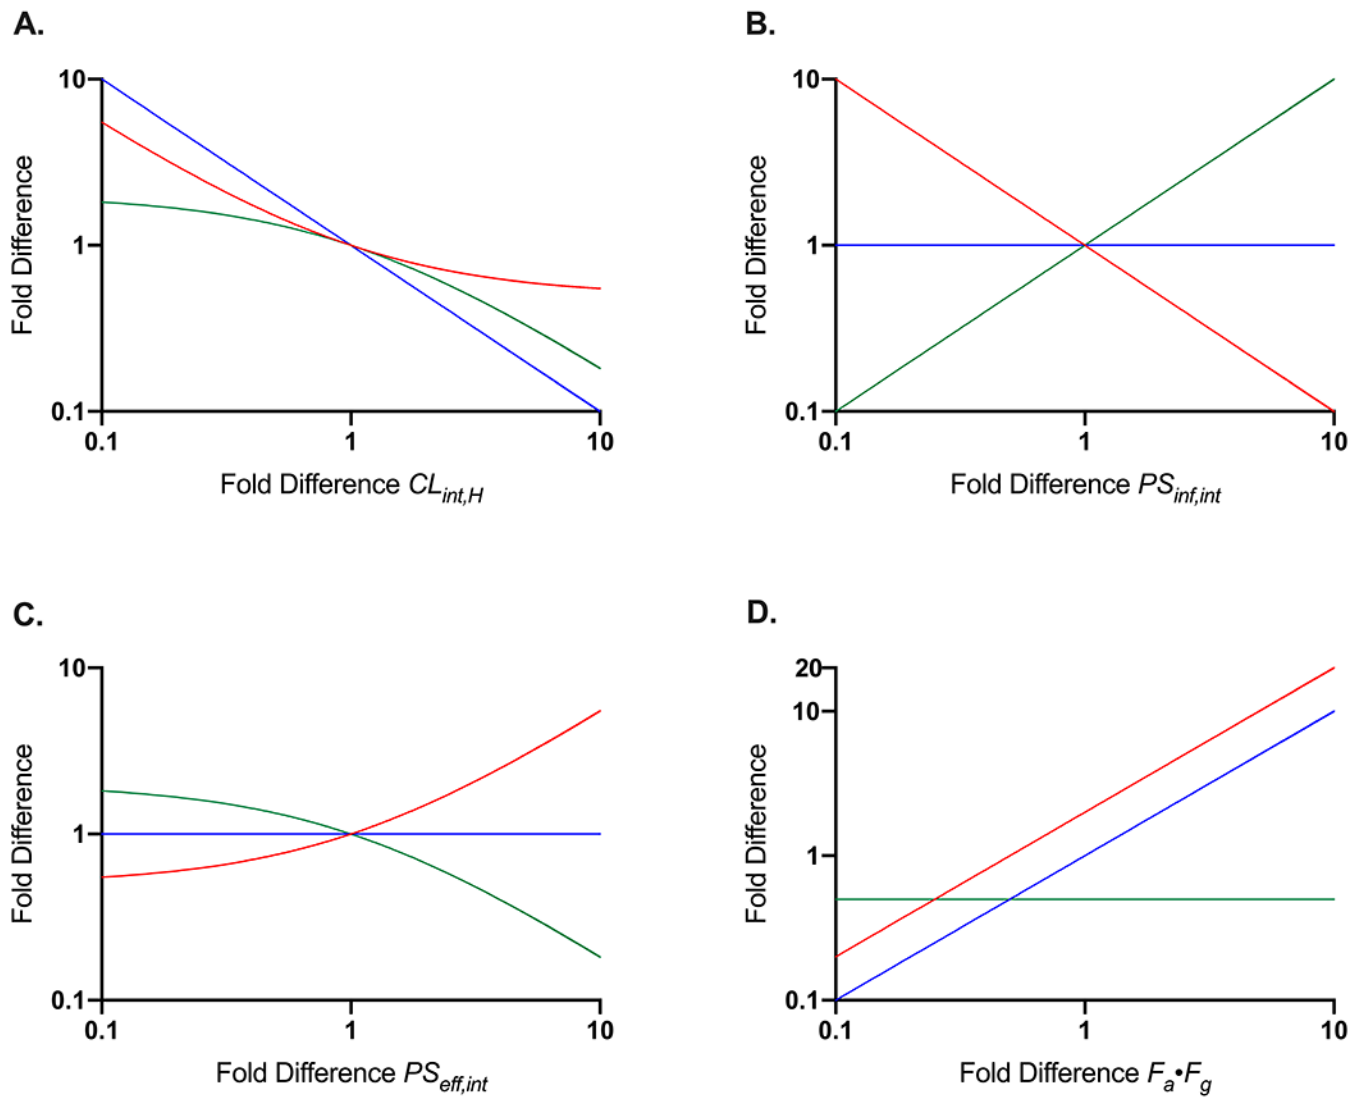 A.
10
1
0.1
0.1 1 10
Fold Difference
Fold Difference CLint,H
B.
10
1
0.1
0.1 1 10
Fold Difference
Fold Difference PSinf,int
C.
10
1
0.1
0.1 1 10
Fold Difference
Fold Difference PSeff,int
D.
20
10
1
0.1
0.1 1 10
Fold Difference
Fold Difference Fa•Fg